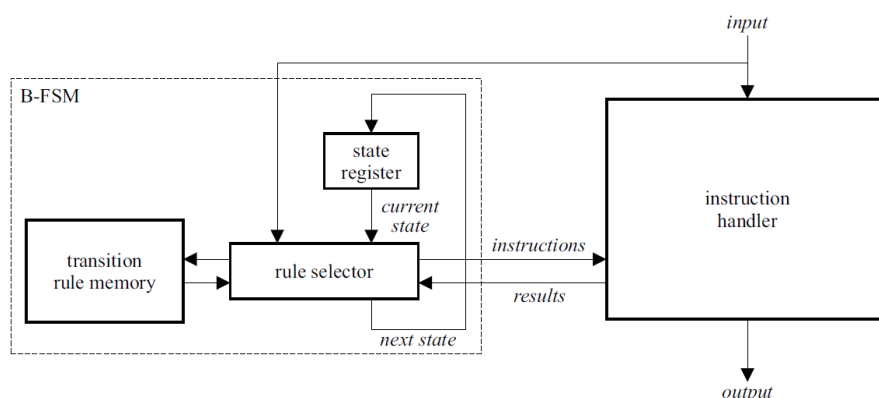 input
B-FSM
state
register
instruction
handler
current
state
instructions
transition
rule memory
rule selector
results
next state
output